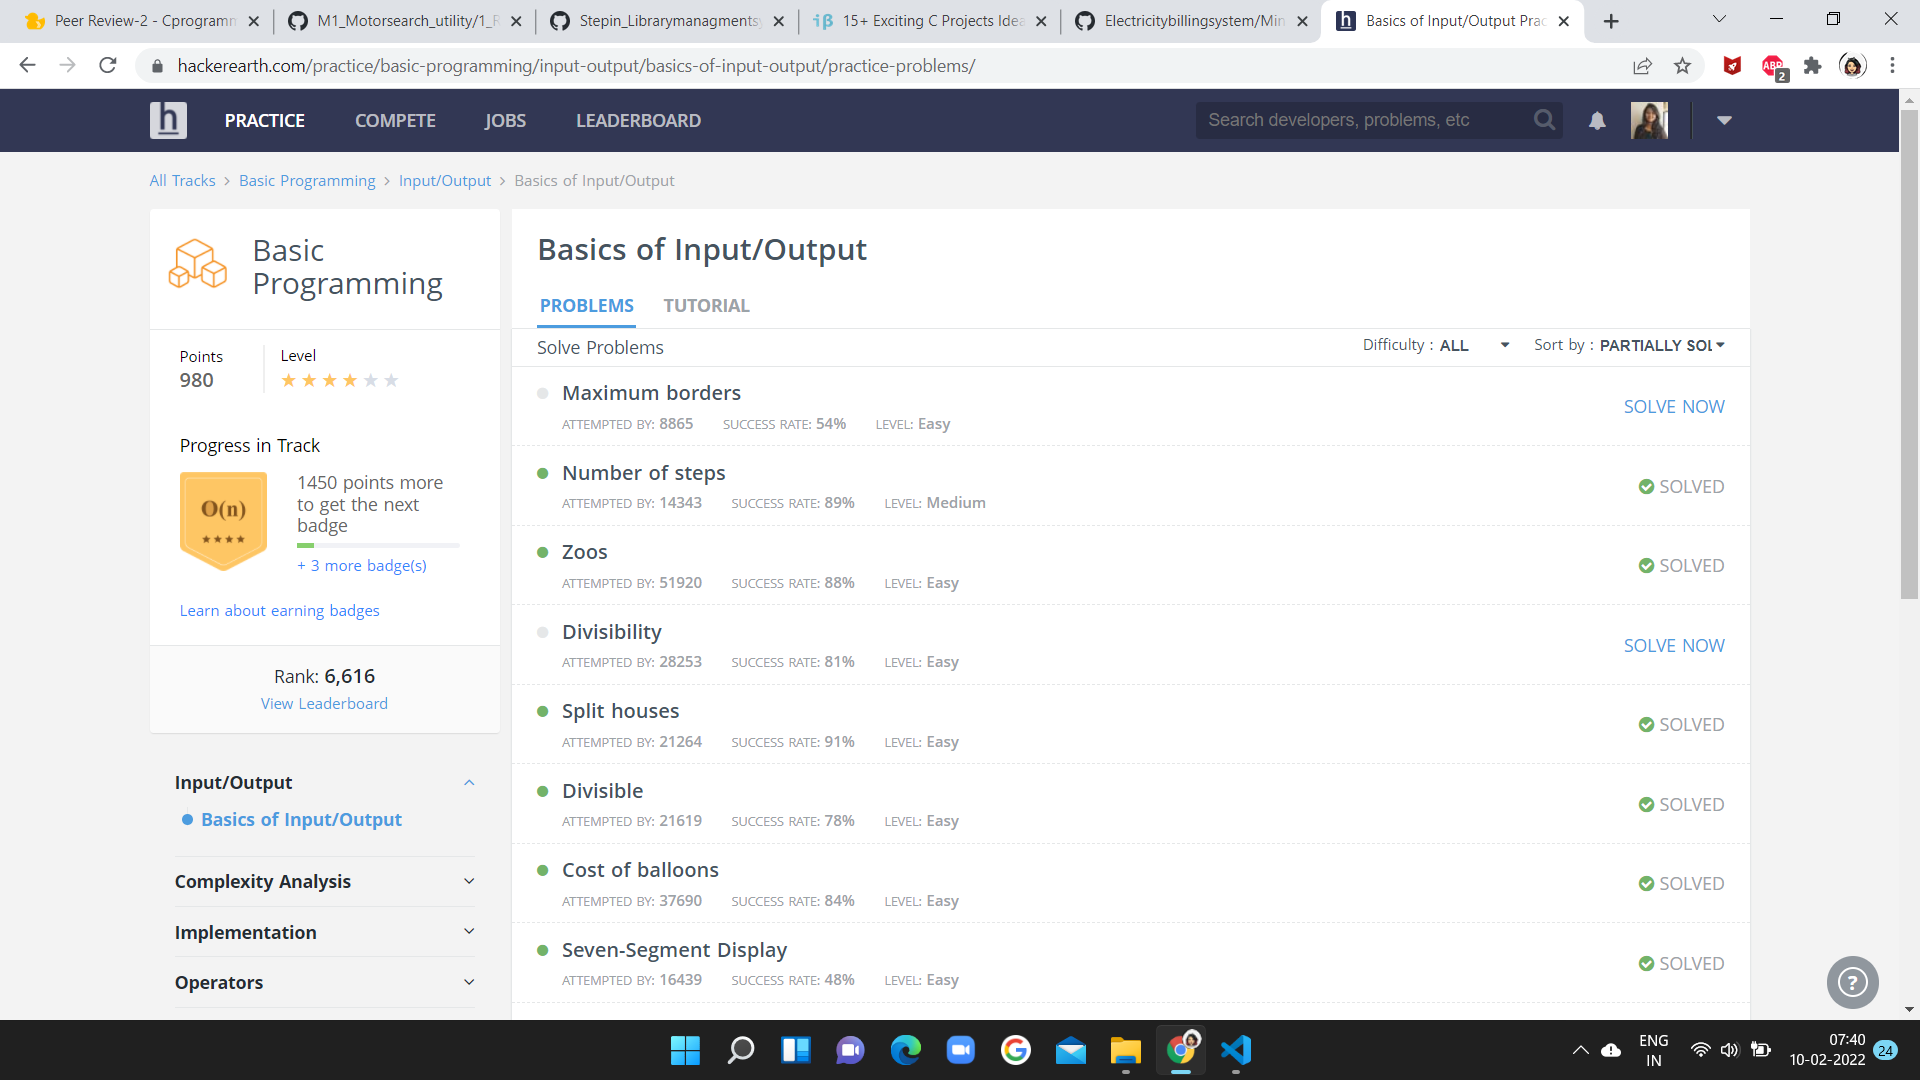 Peer Review-2 - Cprogramm
M1_Motorsearch_utility/1_R
Stepin_Librarymanagmentsy
iβ 15+ Exciting C Projects Idea
Electricitybillingsystem/Min
h Basics of Input/Output Prac
hackerearth.com/practice/basic-programming/input-output/basics-of-input-output/practice-problems/
ABP
2
h PRACTICE COMPETE JOBS LEADERBOARD Search developers, problems, etc
All Tracks > Basic Programming > Input/Output > Basics of Input/Output
Basic
Programming
Points
980
Level
Progress in Track
O(n)
1450 points more
to get the next
badge
+ 3 more badge(s)
Learn about earning badges
Rank: 6,616
View Leaderboard
Input/Output
Basics of Input/Output
Complexity Analysis
Implementation
Operators
Basics of Input/Output
PROBLEMS TUTORIAL
Solve Problems Difficulty : ALL Sort by : PARTIALLY SOL
Maximum borders
ATTEMPTED BY: 8865 SUCCESS RATE: 54% LEVEL: Easy
SOLVE NOW
Number of steps
ATTEMPTED BY: 14343 SUCCESS RATE: 89% LEVEL: Medium
SOLVED
Zoos
ATTEMPTED BY: 51920 SUCCESS RATE: 88% LEVEL: Easy
SOLVED
Divisibility
ATTEMPTED BY: 28253 SUCCESS RATE: 81% LEVEL: Easy
SOLVE NOW
Split houses
ATTEMPTED BY: 21264 SUCCESS RATE: 91% LEVEL: Easy
SOLVED
Divisible
ATTEMPTED BY: 21619 SUCCESS RATE: 78% LEVEL: Easy
SOLVED
Cost of balloons
ATTEMPTED BY: 37690 SUCCESS RATE: 84% LEVEL: Easy
SOLVED
Seven-Segment Display
ATTEMPTED BY: 16439 SUCCESS RATE: 48% LEVEL: Easy
SOLVED
?
ENG
IN
07:40
10-02-2022
24